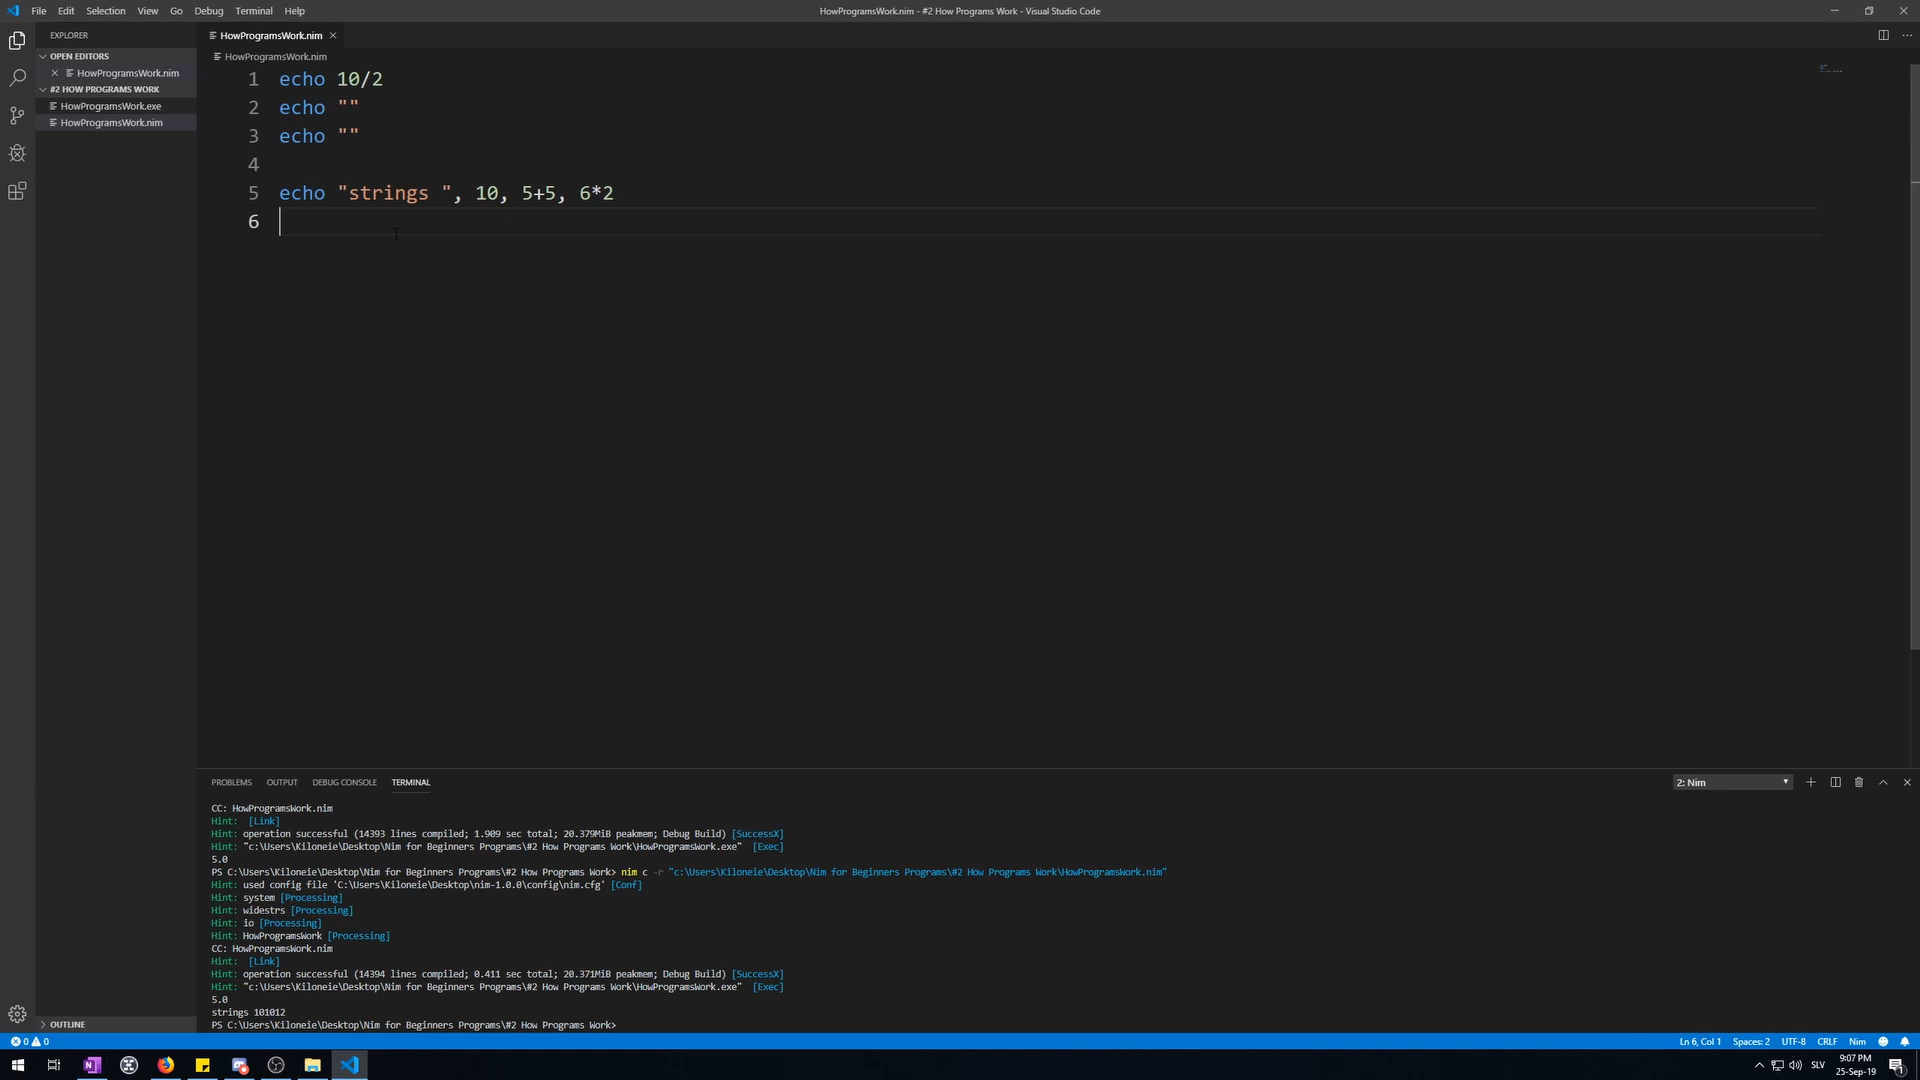 File Edit Selection View Go Debug Terminal Help
HowProgramsWork.nim - #2 How Programs Work - Visual Studio Code
EXPLORER
OPEN EDITORS
HowProgramsWork.nim
#2 HOW PROGRAMS WORK
HowProgramsWork.exe
HowProgramsWork.nim
OUTLINE
HowProgramsWork.nim
HowProgramsWork.nim
1 echo 10/2
2 echo ""
3 echo ""
4
5 echo "strings ", 10, 5+5, 6*2
6
PROBLEMS OUTPUT DEBUG CONSOLE TERMINAL
2: Nim
CC: HowProgramsWork.nim
Hint: [Link]
Hint: operation successful (14393 lines compiled; 1.909 sec total; 20.379MiB peakmem; Debug Build) [SuccessX]
Hint: "c:\Users\Kiloneie\Desktop\Nim for Beginners Programs\#2 How Programs Work\HowProgramsWork.exe" [Exec]
5.0
PS C:\Users\Kiloneie\Desktop\Nim for Beginners Programs\#2 How Programs Work> nim c -r "c:\Users\Kiloneie\Desktop\Nim for Beginners Programs\#2 How Programs Work\HowProgramsWork.nim"
Hint: used config file 'C:\Users\Kiloneie\Desktop\nim-1.0.0\config\nim.cfg' [Conf]
Hint: system [Processing]
Hint: widestrs [Processing]
Hint: io [Processing]
Hint: HowProgramsWork [Processing]
CC: HowProgramsWork.nim
Hint: [Link]
Hint: operation successful (14394 lines compiled; 0.411 sec total; 20.371MiB peakmem; Debug Build) [SuccessX]
Hint: "c:\Users\Kiloneie\Desktop\Nim for Beginners Programs\#2 How Programs Work\HowProgramsWork.exe" [Exec]
5.0
strings 101012
PS C:\Users\Kiloneie\Desktop\Nim for Beginners Programs\#2 How Programs Work>
0 0
Ln 6, Col 1 Spaces: 2 UTF-8 CRLF Nim
SLV
9:07 PM
25-Sep-19